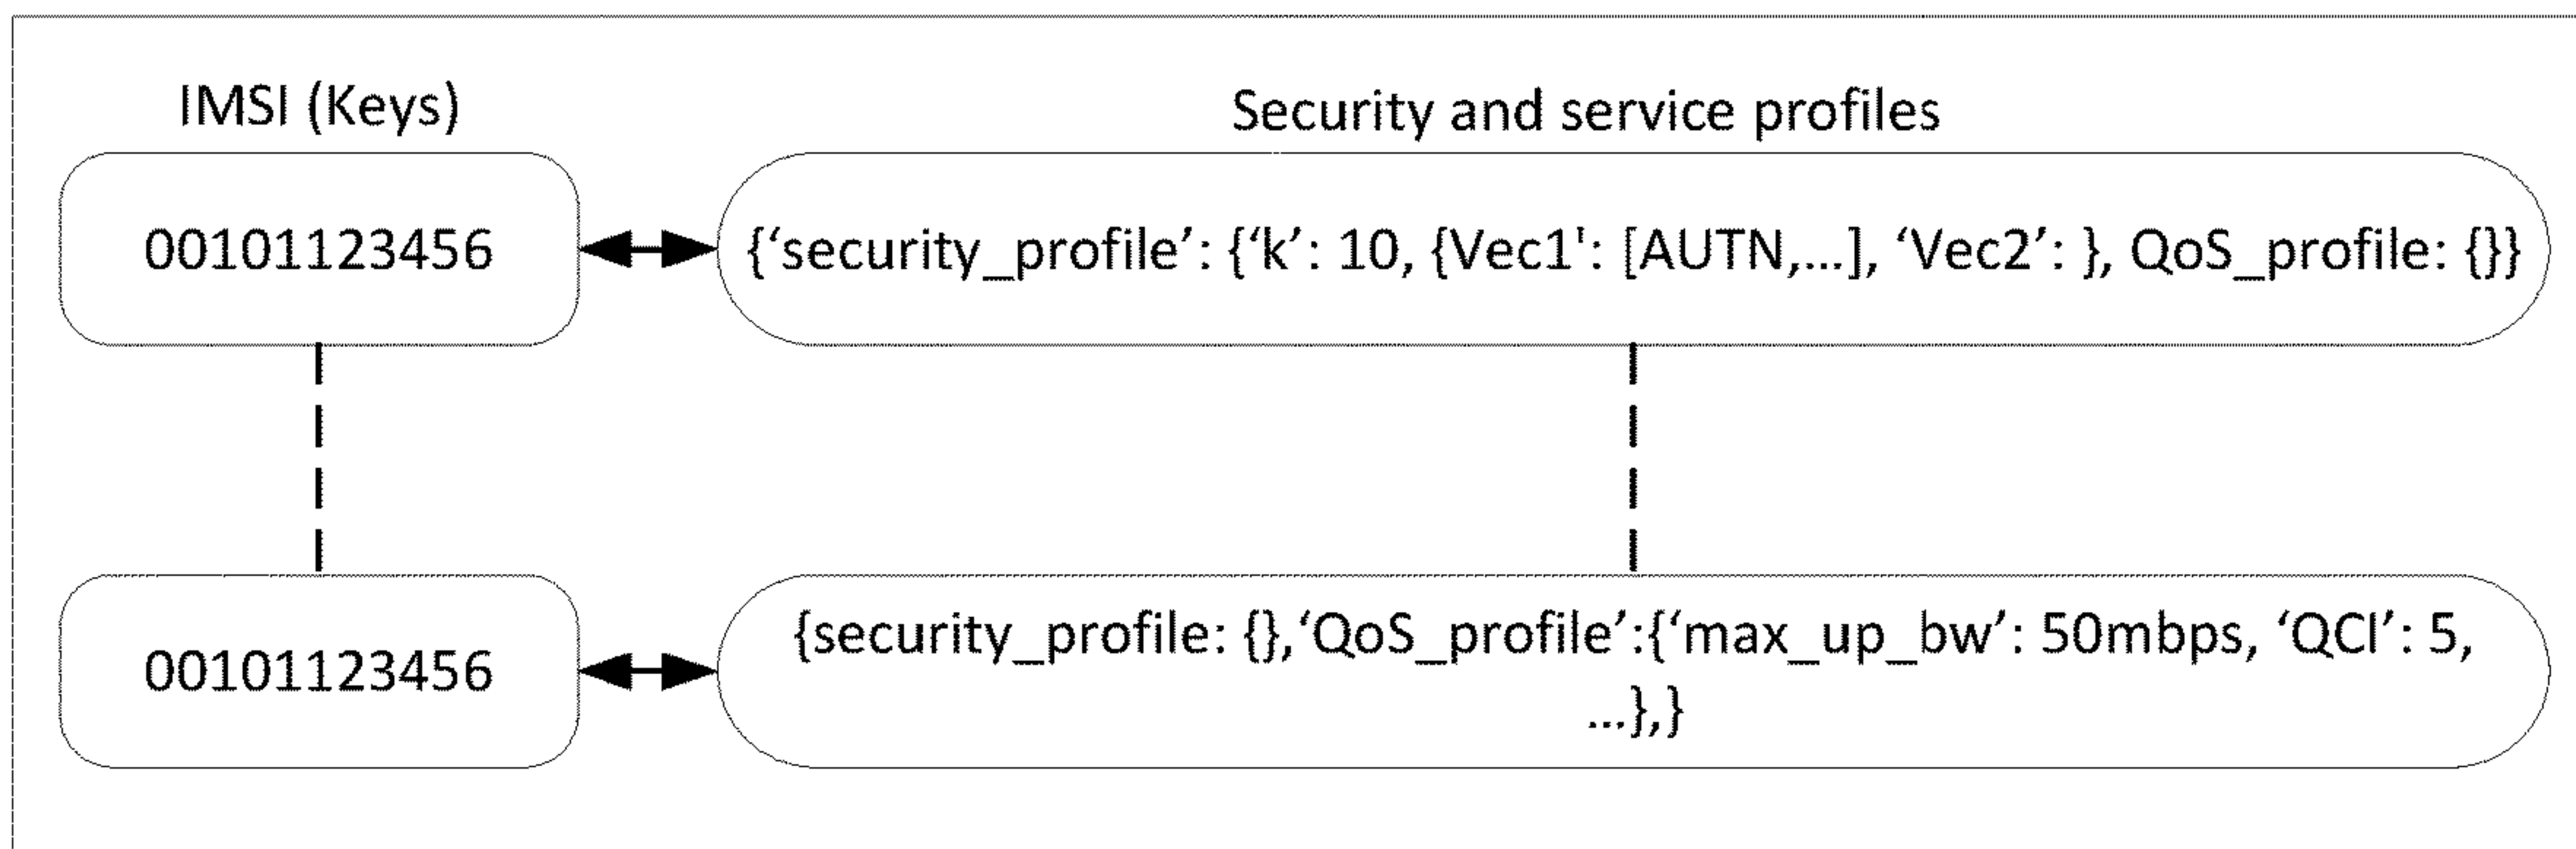 IMSI (Keys)
Security and service profiles
00101123456
{‘security_profile’: {‘k’: 10, {Vec1': [AUTN,...], ‘Vec2’: }, QoS_profile: {}}
00101123456
{security_profile: {},‘QoS_profile’:{‘max_up_bw’: 50mbps, ‘QCI’: 5,
...},}